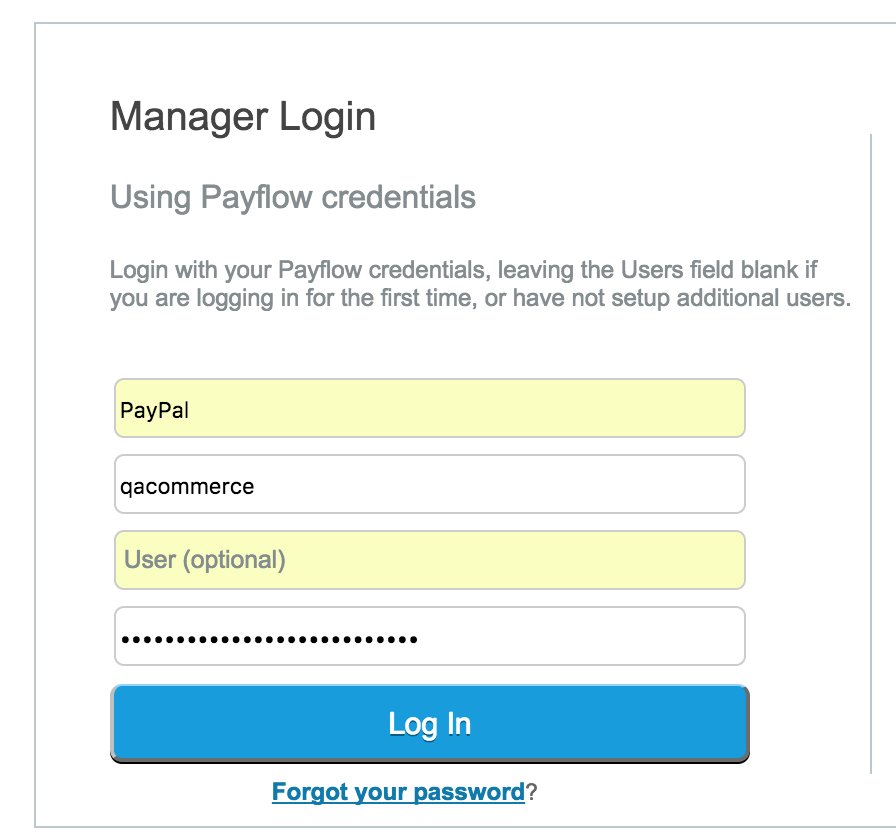 Manager Login
Using Payflow credentials
Login with your Payflow credentials, leaving the Users field blank if
you are logging in for the first time, or have not setup additional users.
PayPal
qacommerce
User (optional)
•••••••••••••••••••••••••••
Log In
Forgot your password?